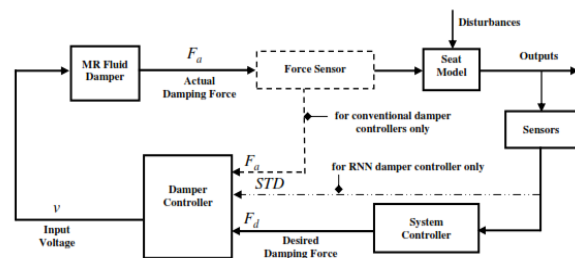 Disturbances
MR Fluid
Damper
F_a
Actual
Damping Force
Force Sensor
Seat
Model
Outputs
for conventional damper
controllers only
Sensors
for RNN damper controller only
F_a
STD
Damper
Controller
v
Input
Voltage
F_d
Desired
Damping Force
System
Controller